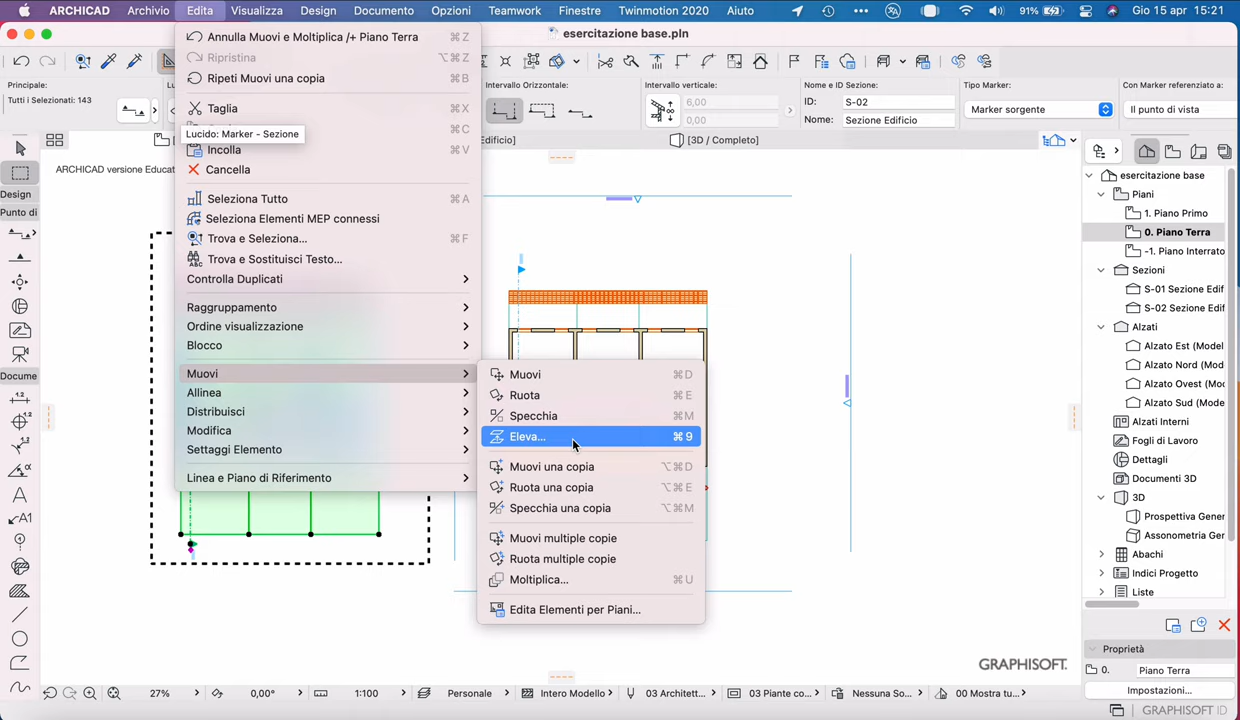 ARCHICAD Archivio Edita Visualizza Design Documento Opzioni Teamwork Finestre Twinmotion 2020 Aiuto 91% Gio 15 apr 15:21
esercitazione base.pln
Annulla Muovi e Moltiplica /+ Piano Terra ⌘Z
Ripristina ⌥⌘Z
Ripeti Muovi una copia ⌘B
Taglia ⌘X
⌘C
Lucido: Marker - Sezione
Incolla ⌘V
Cancella
Seleziona Tutto ⌘A
Seleziona Elementi MEP connessi
Trova e Seleziona... ⌘F
Trova e Sostituisci Testo...
Controlla Duplicati
Raggruppamento
Ordine visualizzazione
Blocco
Muovi
Allinea
Distribuisci
Modifica
Settaggi Elemento
Linea e Piano di Riferimento
Muovi ⌘D
Ruota ⌘E
Specchia ⌘M
Eleva... ⌘9
Muovi una copia ⌥⌘D
Ruota una copia ⌥⌘E
Specchia una copia ⌥⌘M
Muovi multiple copie
Ruota multiple copie
Moltiplica... ⌘U
Edita Elementi per Piani...
Principale:
Tutti i Selezionati: 143
Intervallo Orizzontale:
Intervallo verticale:
6,00
0,00
Nome e ID Sezione:
ID: S-02
Nome: Sezione Edificio
Tipo Marker:
Marker sorgente
Con Marker referenziato a:
Il punto di vista
Edificio]
[3D / Completo]
ARCHICAD versione Educat
Design
Punto di
Docume
esercitazione base
Piani
1. Piano Primo
0. Piano Terra
-1. Piano Interrato
Sezioni
S-01 Sezione Edif
S-02 Sezione Edif
Alzati
Alzato Est (Model
Alzato Nord (Mod
Alzato Ovest (Moc
Alzato Sud (Mode
Alzati Interni
Fogli di Lavoro
Dettagli
Documenti 3D
3D
Prospettiva Gener
Assonometria Ger
Abachi
Indici Progetto
Liste
Proprietà
0. Piano Terra
Impostazioni...
GRAPHISOFT.
27% 0,00° 1:100 Personale Intero Modello 03 Architett... 03 Piante co... Nessuna So... 00 Mostra tu...
GRAPHISOFT ID